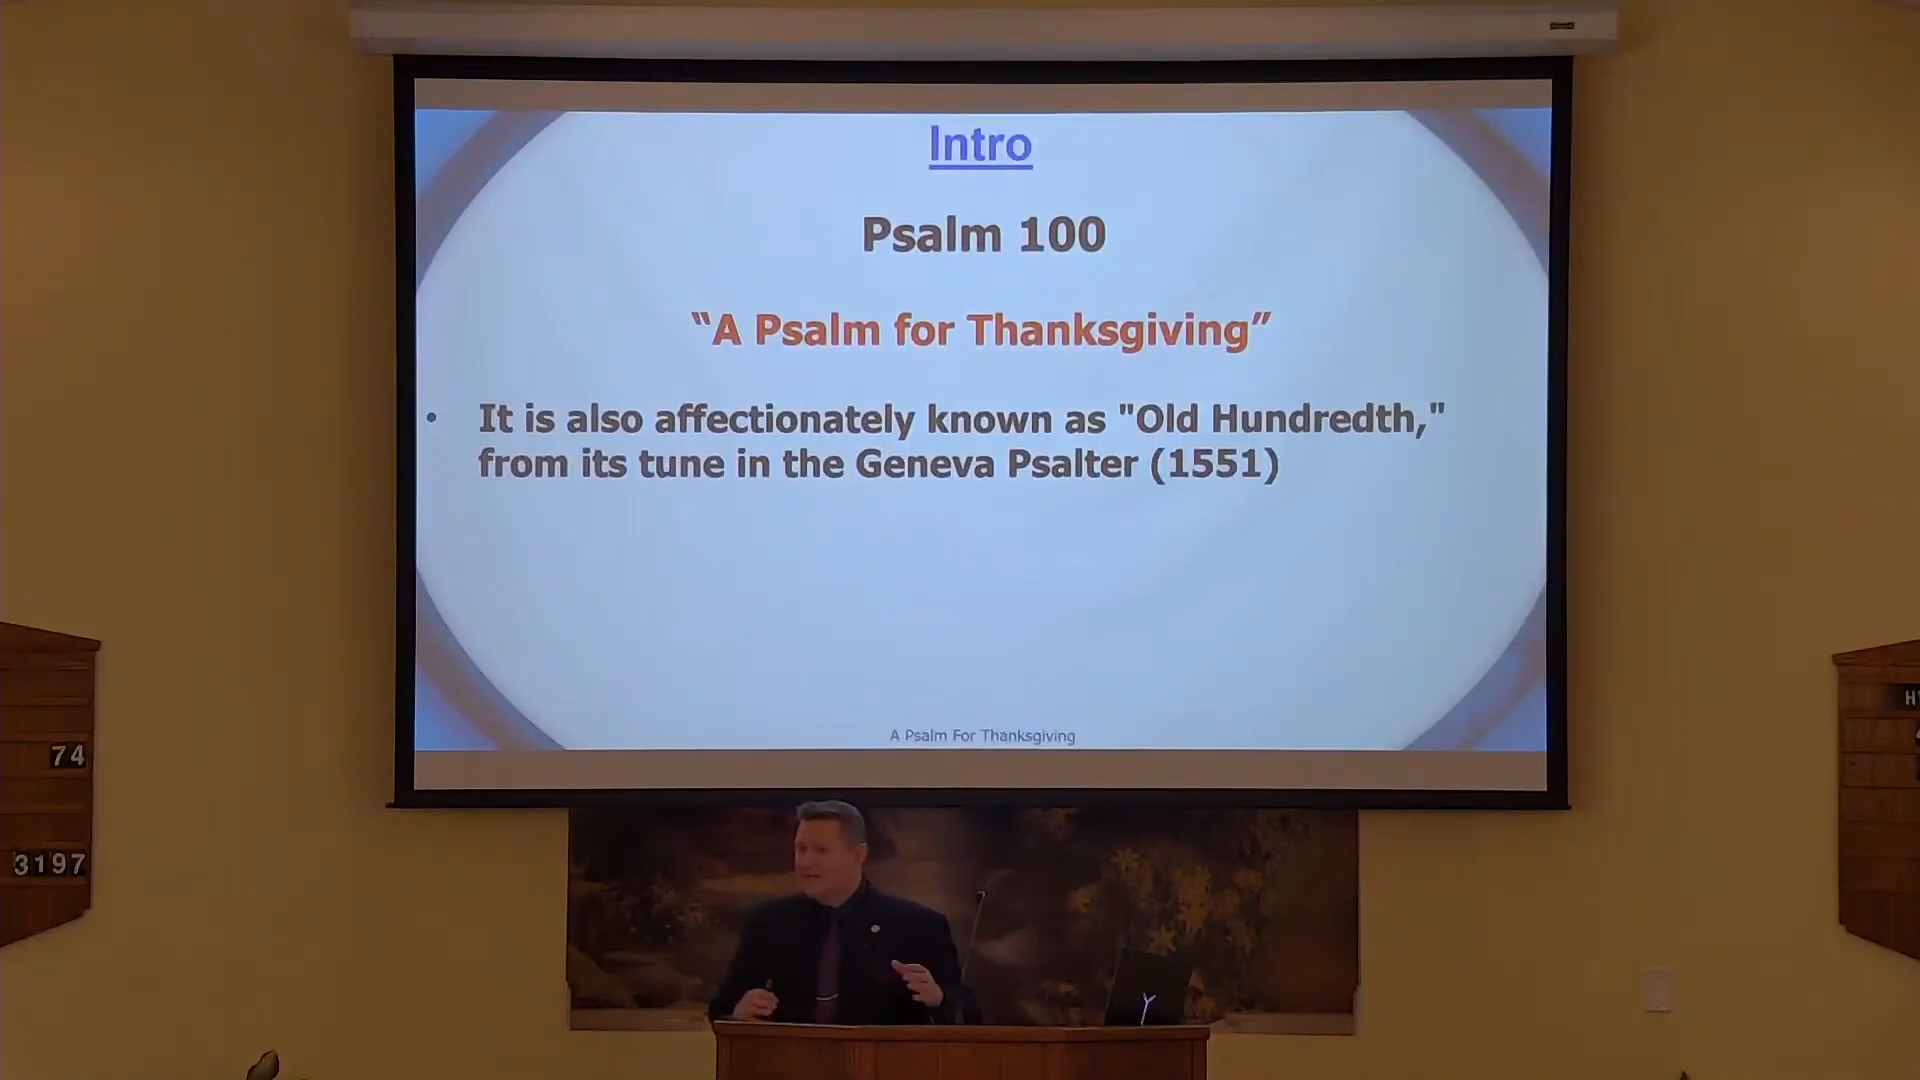 Intro
Psalm 100
“A Psalm for Thanksgiving”
• It is also affectionately known as "Old Hundredth,"
from its tune in the Geneva Psalter (1551)
A Psalm For Thanksgiving
74
3197